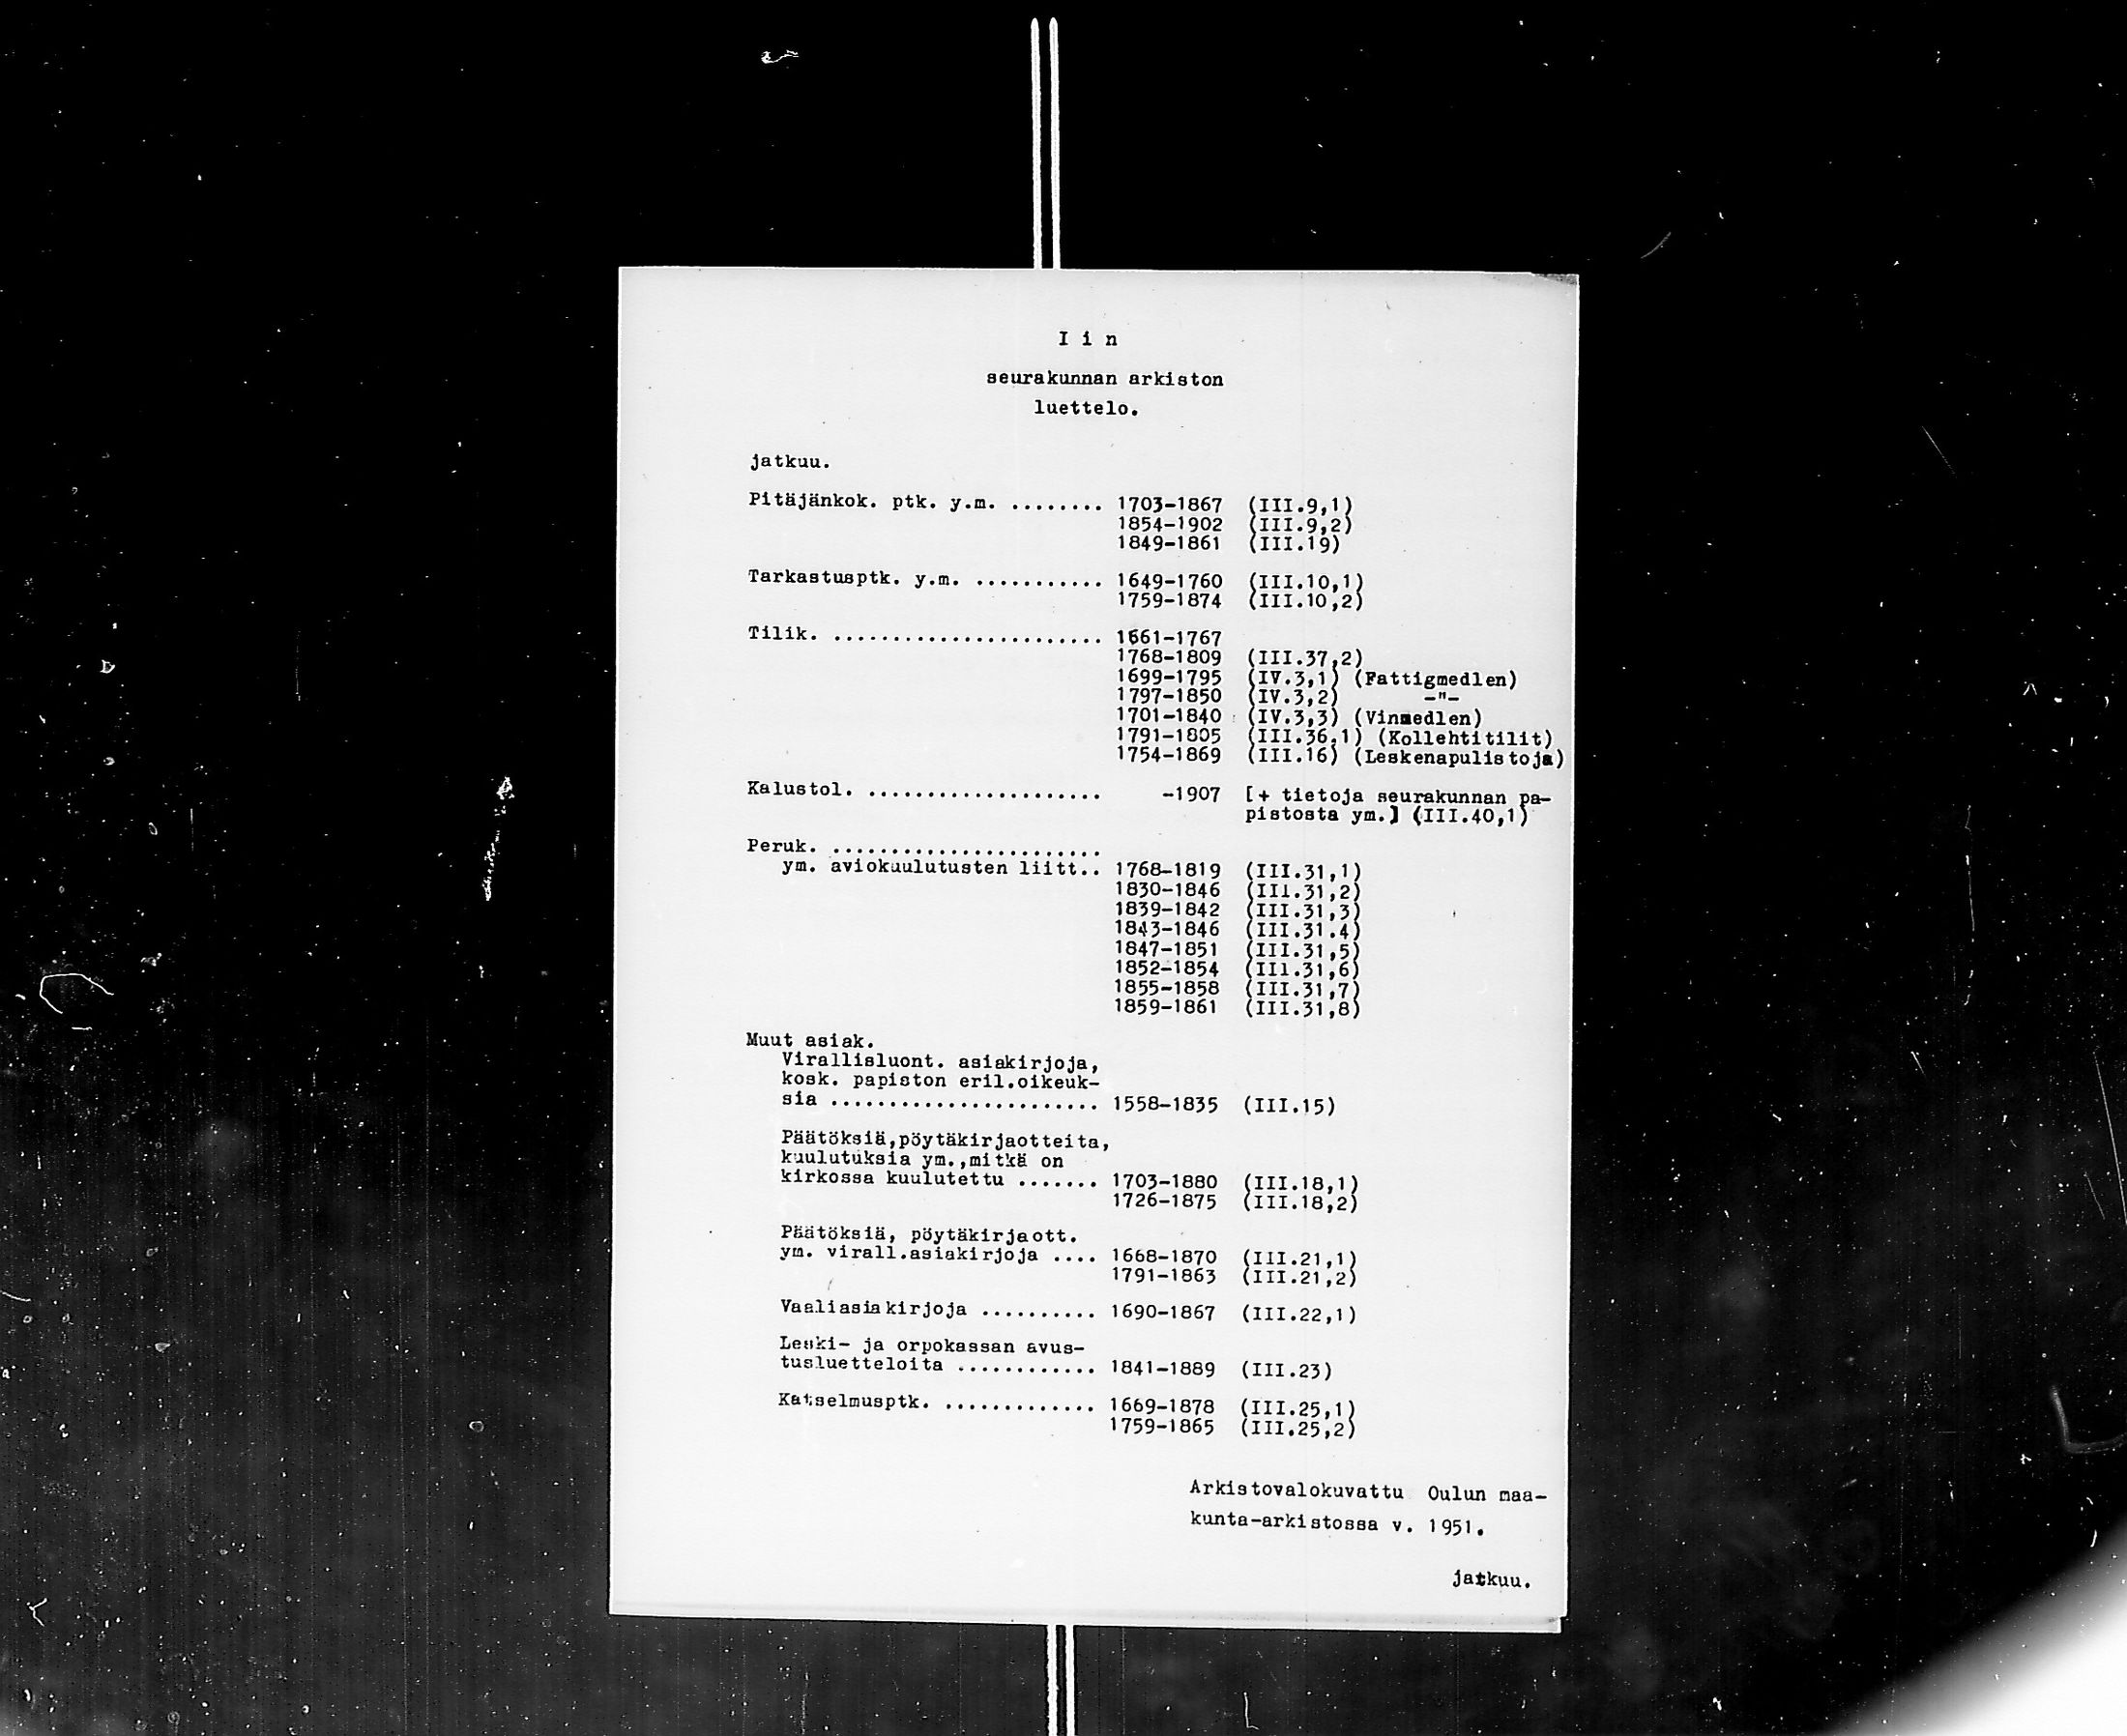 I i n
seurakunnan arkiston
luettelo.
jatkuu.
Pitäjänkok. ptk. y.m. ........ 1703-1867 (III.9,1)
1854-1902 (III.9,2)
1849-1861 (III.19)
Tarkastusptk. y.m. ........... 1649-1760 (III.10,1)
1759-1874 (III.10,2)
Tilik. ....................... 1661-1767
1768-1809 (III.37,2)
1699-1795 (IV.3,1) (Fattigmedlen)
1797-1850 (IV.3,2) -"-
1701-1840 (IV.3,3) (Vinmedlen)
1791-1805 (III.36,1) (Kollehtitilit)
1754-1869 (III.16) (Leskenapulistoja)
Kalustol. .................... -1907 [+ tietoja seurakunnan pa-
pistosta ym.] (III.40,1)
Peruk. .......................
ym. aviokuulutusten liitt.. 1768-1819 (III.31,1)
1830-1846 (III.31,2)
1839-1842 (III.31,3)
1843-1846 (III.31.4)
1847-1851 (III.31,5)
1852-1854 (III.31,6)
1855-1858 (III.31,7)
1859-1861 (III.31,8)
Muut asiak.
Virallisluont. asiakirjoja,
kosk. papiston eril.oikeuk-
sia ....................... 1558-1835 (III.15)
Päätöksiä,pöytäkirjaotteita,
kuulutuksia ym.,mitkä on
kirkossa kuulutettu ....... 1703-1880 (III.18,1)
1726-1875 (III.18,2)
Päätöksiä, pöytäkirjaott.
ym. virall.asiakirjoja .... 1668-1870 (III.21,1)
1791-1863 (III.21,2)
Vaaliasiakirjoja .......... 1690-1867 (III.22,1)
Leski- ja orpokassan avus-
tusluetteloita ............ 1841-1889 (III.23)
Katselmusptk. ............. 1669-1878 (III.25,1)
1759-1865 (III.25,2)
Arkistovalokuvattu Oulun maa-
kunta-arkistossa v. 1951.
jatkuu.